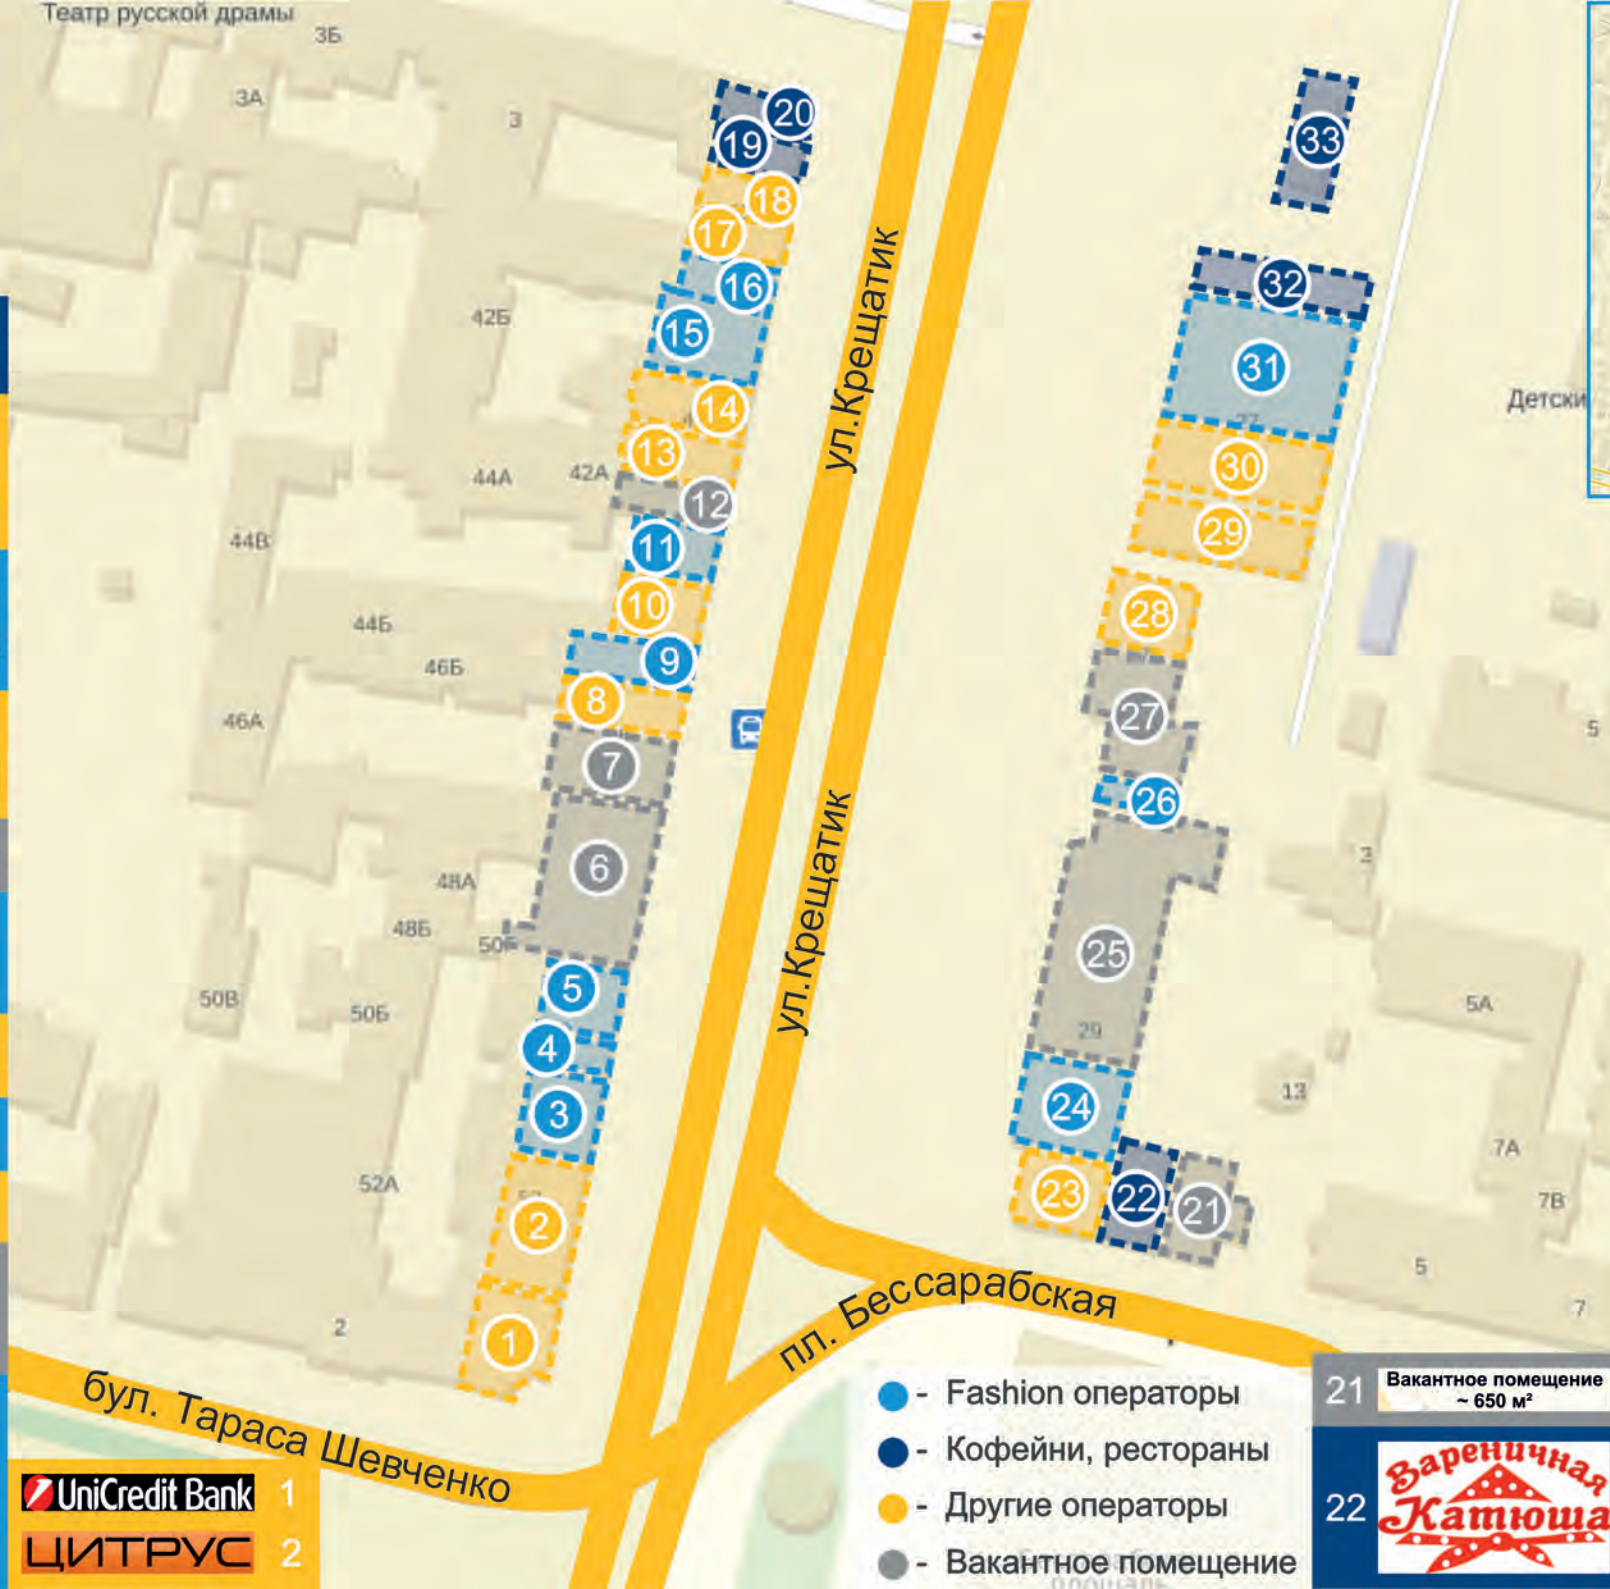 Театр русской драмы
3Б
3А
3
20
19
33
18
17
16
32
42Б
15
31
14
Детски
27
13
30
44А
42А
12
29
44В
11
10
28
44Б
46Б
9
8
46А
27
5
7
26
6
3
48А
48Б
50В
25
5
5А
50Б
29
4
3
24
13
7А
52А
23
22
21
7В
2
5
7
1
2
ул.Крещатик
ул.Крещатик
пл. Бессарабская
бул. Тараса Шевченко
- Fashion операторы
- Кофейни, рестораны
- Другие операторы
- Вакантное помещение
21 Вакантное помещение
~ 650 м²
22 Вареничная
Катюша
UniCredit Bank 1
ЦИТРУС 2